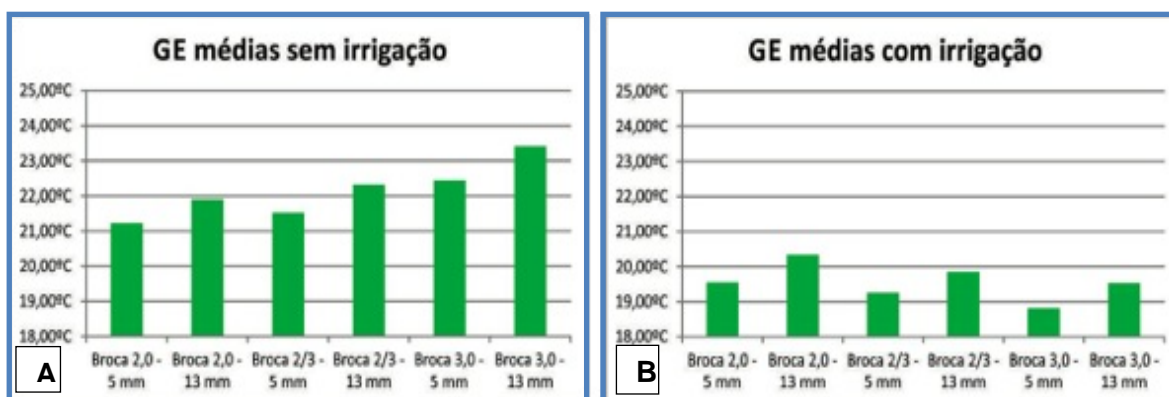 GE médias sem irrigação
25,00ºC
24,00ºC
23,00ºC
22,00ºC
21,00ºC
20,00ºC
19,00ºC
18,00ºC
Broca 2,0 -
5 mm
Broca 2,0 -
13 mm
Broca 2/3 -
5 mm
Broca 2/3 -
13 mm
Broca 3,0 -
5 mm
Broca 3,0 -
13 mm
A
GE médias com irrigação
25,00ºC
24,00ºC
23,00ºC
22,00ºC
21,00ºC
20,00ºC
19,00ºC
18,00ºC
Broca 2,0 -
5 mm
Broca 2,0 -
13 mm
Broca 2/3 -
5 mm
Broca 2/3 -
13 mm
Broca 3,0 -
5 mm
Broca 3,0 -
13 mm
B